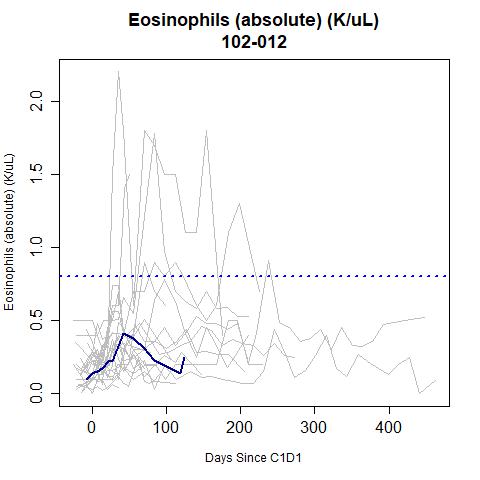 Eosinophils (absolute) (K/uL)
102-012
Eosinophils (absolute) (K/uL)
2.0
1.5
1.0
0.5
0.0
0 100 200 300 400
Days Since C1D1